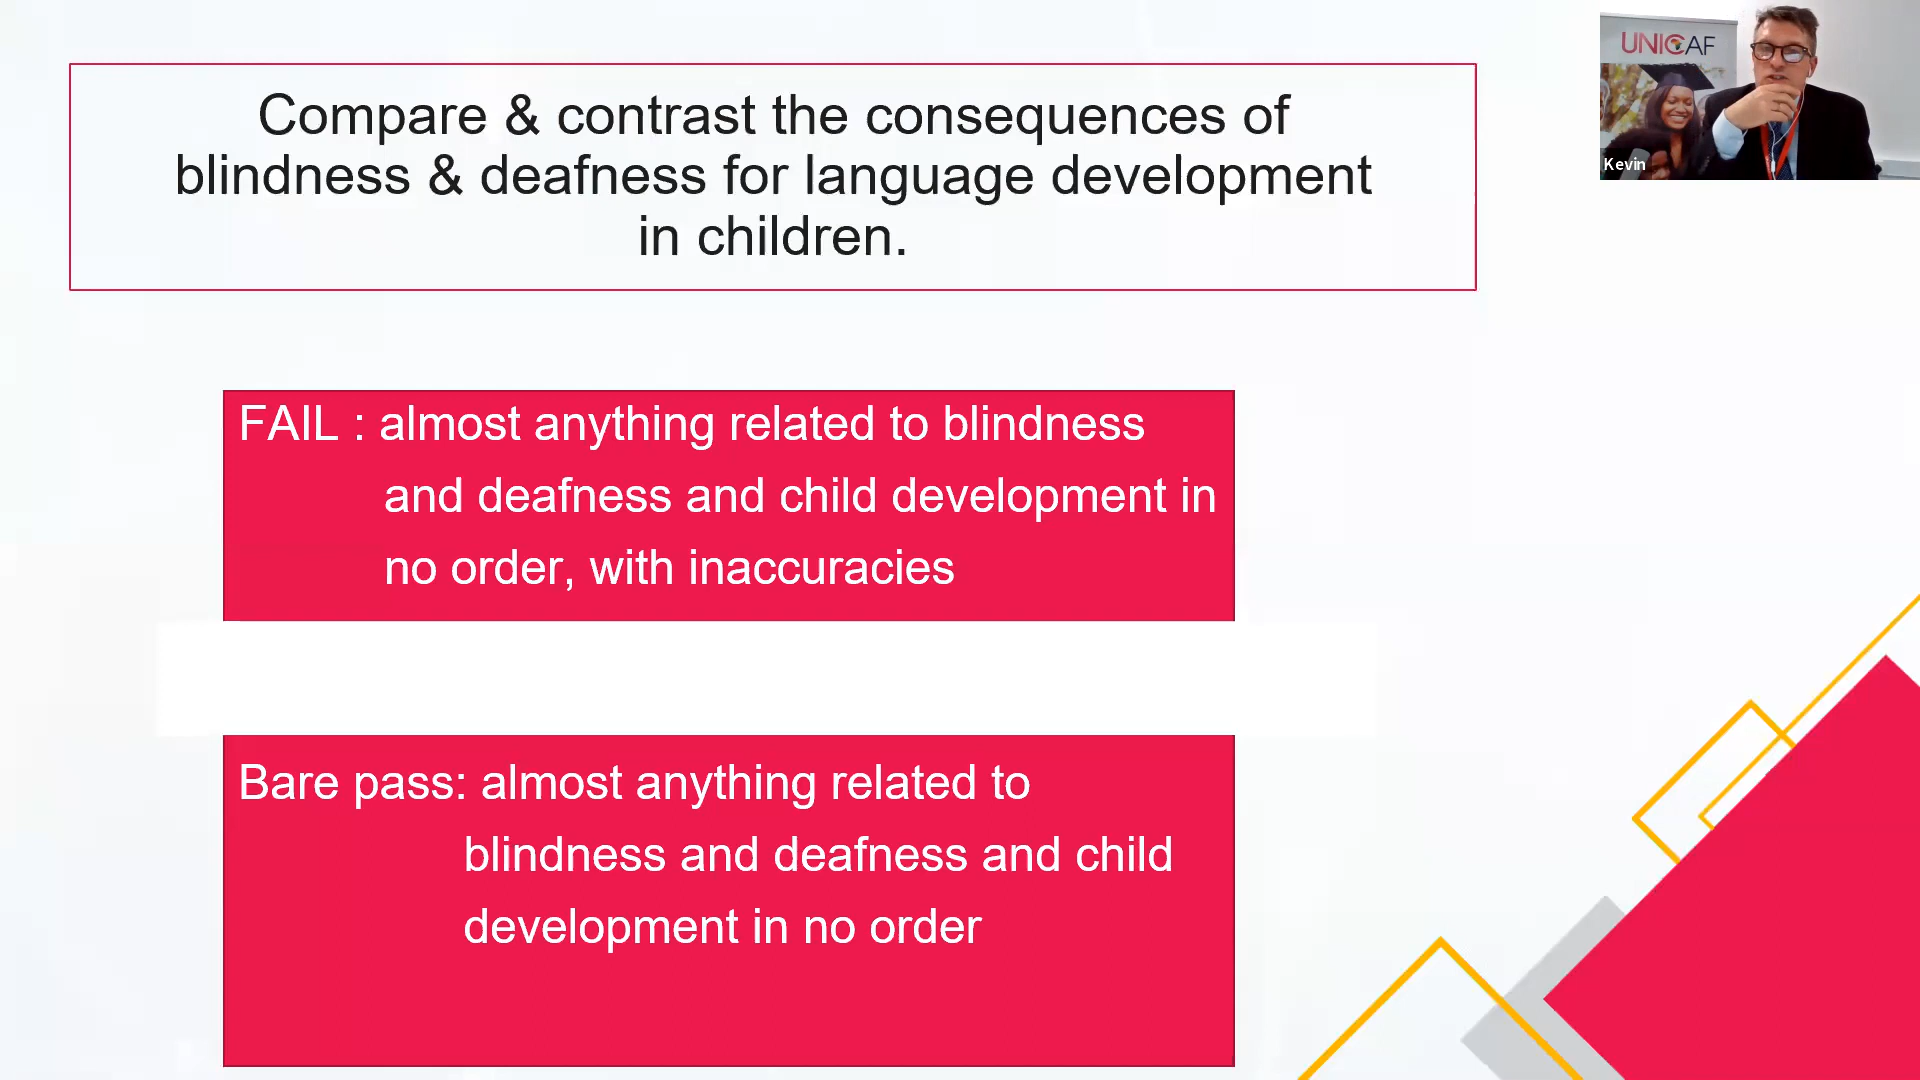 Compare & contrast the consequences of
blindness & deafness for language development
in children.
UNICAF
Kevin
FAIL : almost anything related to blindness
and deafness and child development in
no order, with inaccuracies
Bare pass: almost anything related to
blindness and deafness and child
development in no order